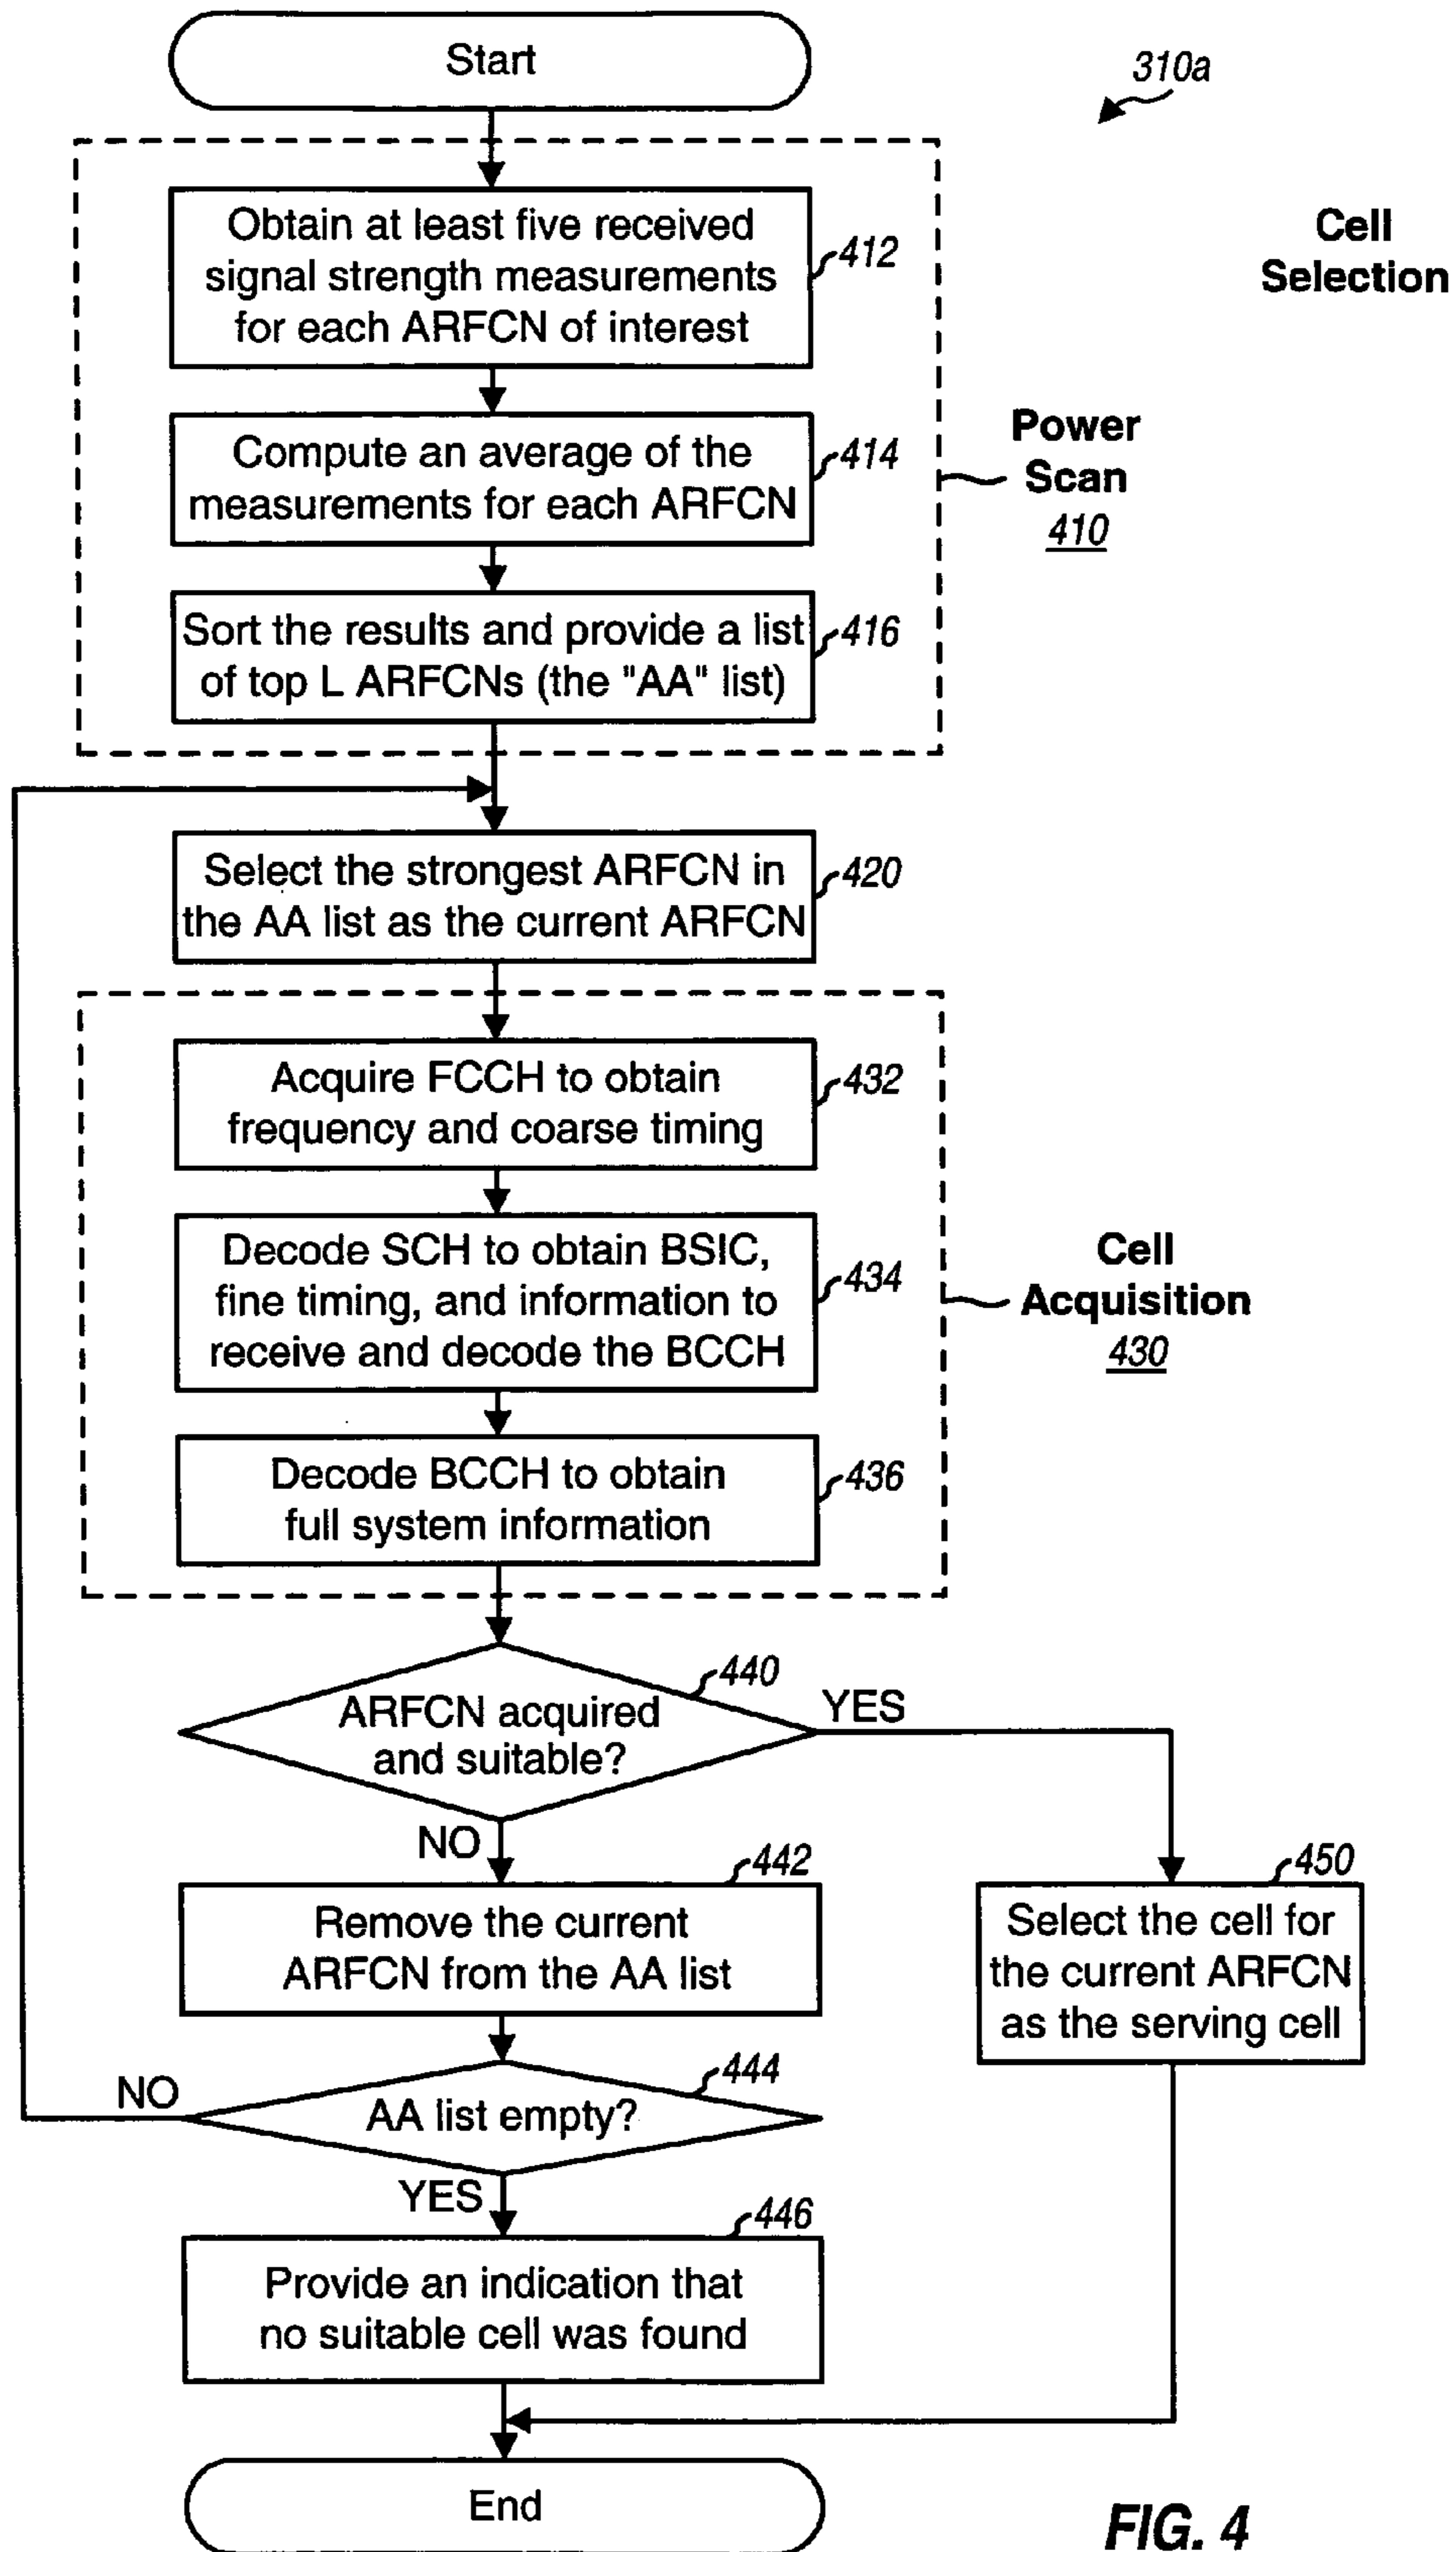 Start
310a
Cell
Selection
Obtain at least five received
signal strength measurements
for each ARFCN of interest
412
Compute an average of the
measurements for each ARFCN
414
Power
Scan
410
Sort the results and provide a list
of top L ARFCNs (the "AA" list)
416
Select the strongest ARFCN in
the AA list as the current ARFCN
420
Acquire FCCH to obtain
frequency and coarse timing
432
Decode SCH to obtain BSIC,
fine timing, and information to
receive and decode the BCCH
434
Cell
Acquisition
430
Decode BCCH to obtain
full system information
436
ARFCN acquired
and suitable?
440
YES
NO
Remove the current
ARFCN from the AA list
442
Select the cell for
the current ARFCN
as the serving cell
450
AA list empty?
444
NO
YES
Provide an indication that
no suitable cell was found
446
End
FIG. 4